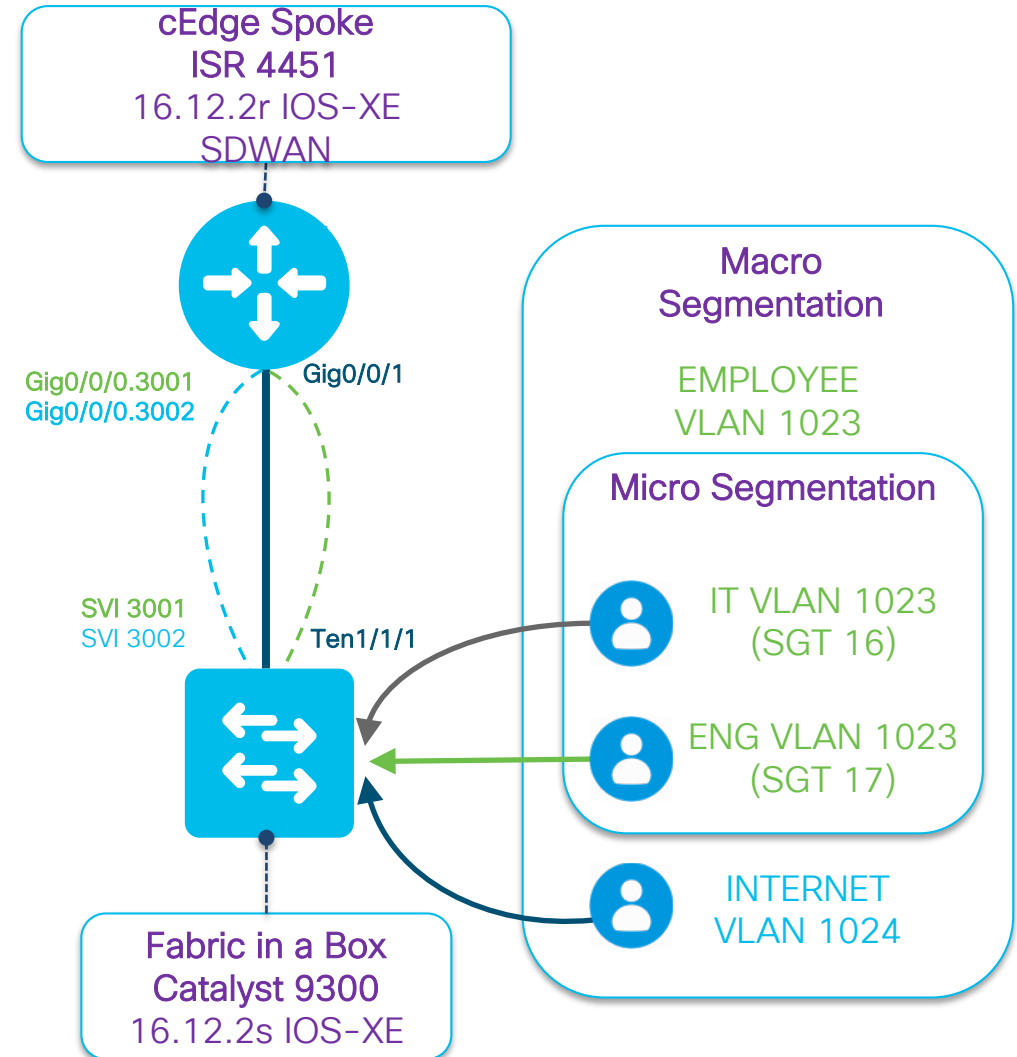 cEdge Spoke
ISR 4451
16.12.2r IOS-XE
SDWAN
Gig0/0/0.3001
Gig0/0/0.3002
Gig0/0/1
SVI 3001
SVI 3002
Ten1/1/1
Fabric in a Box
Catalyst 9300
16.12.2s IOS-XE
Macro
Segmentation
EMPLOYEE
VLAN 1023
Micro Segmentation
IT VLAN 1023
(SGT 16)
ENG VLAN 1023
(SGT 17)
INTERNET
VLAN 1024